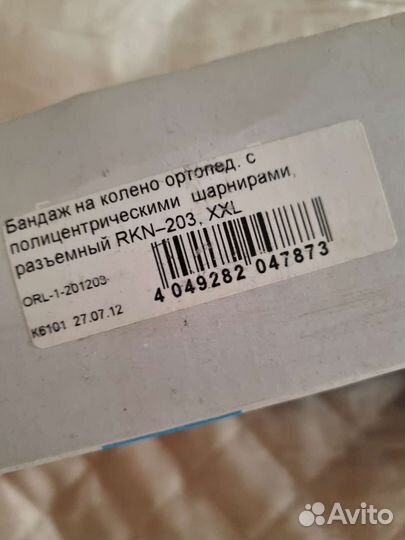 Бандаж на колено ортопед. с
полицентрическими шарнирами,
разъемный RKN–203, XXL
ORL-1-201203
4 049282 047873
K6101 27.07.12
Avito